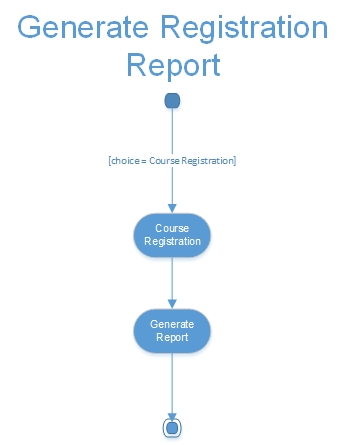 Generate Registration
Report
[choice = Course Registration]
Course
Registration
Generate
Report